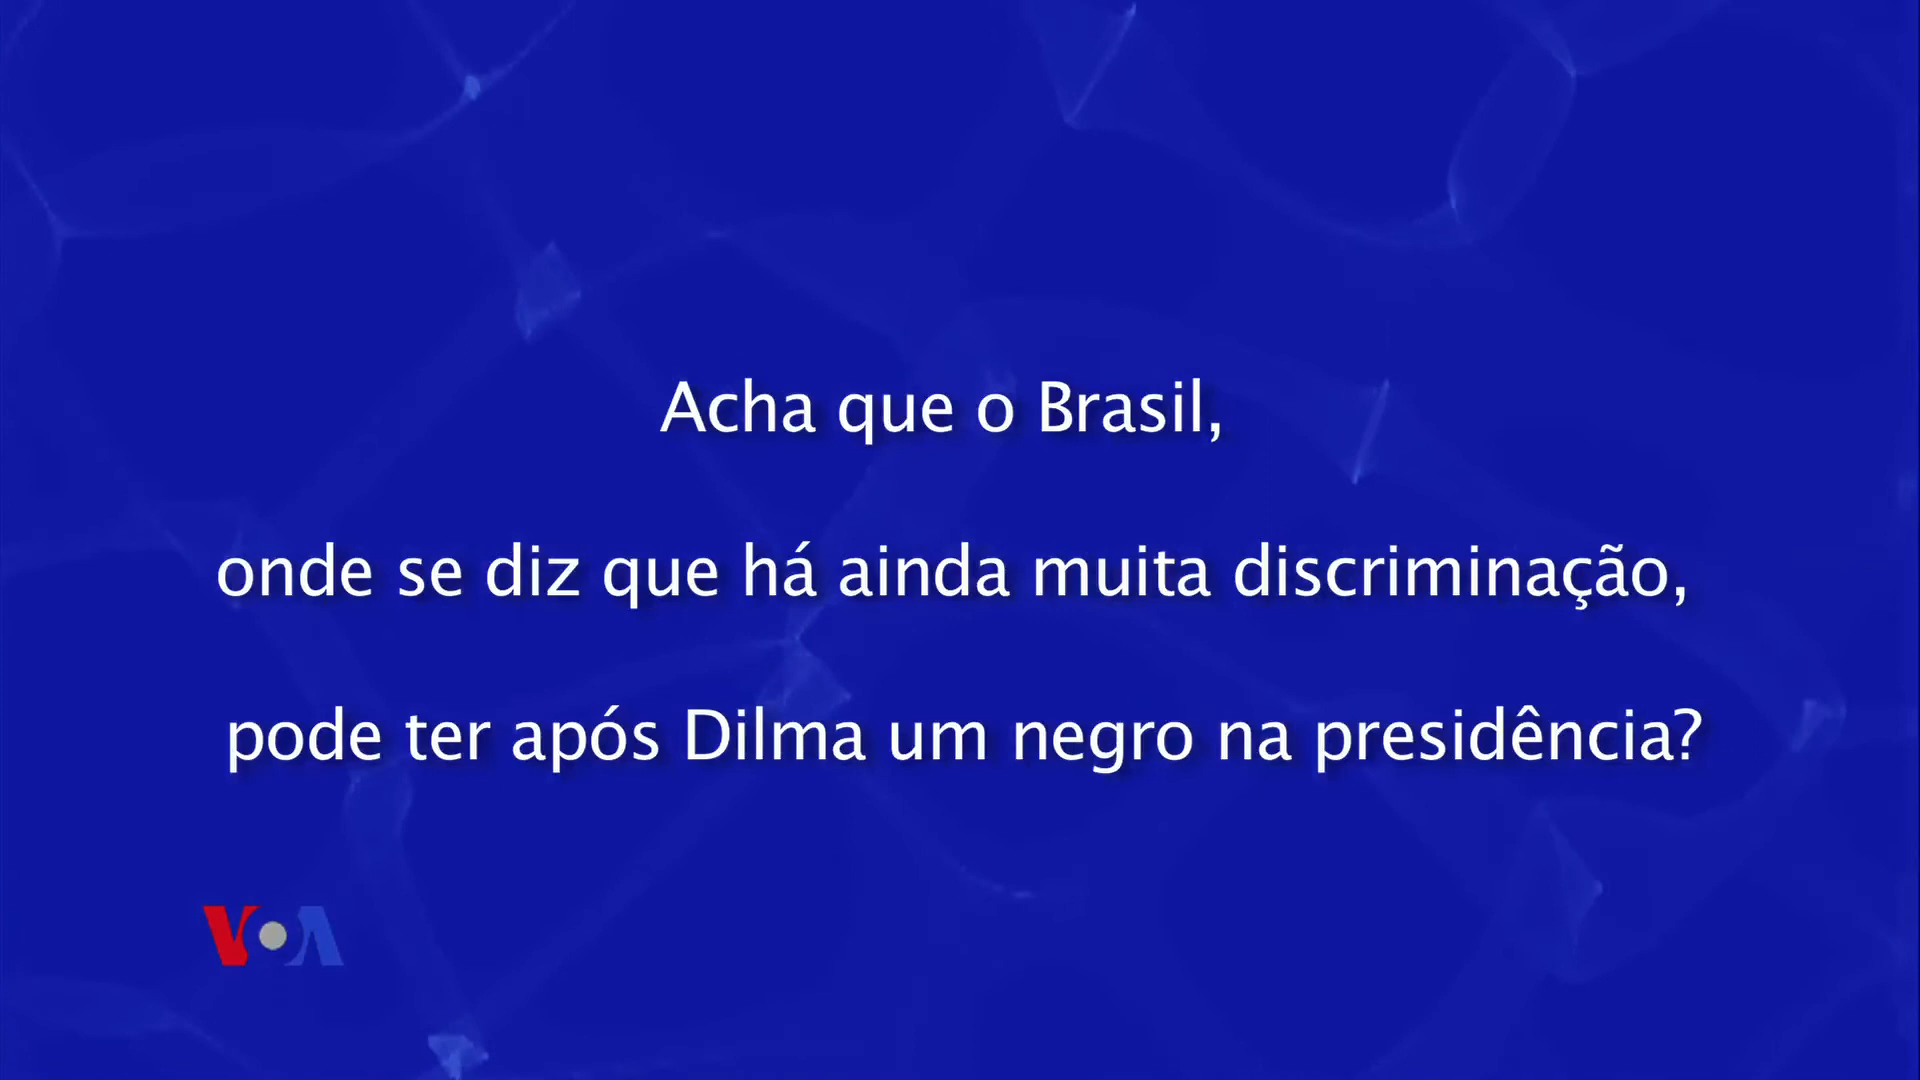 Acha que o Brasil,
onde se diz que há ainda muita discriminação,
pode ter após Dilma um negro na presidência?
VOA